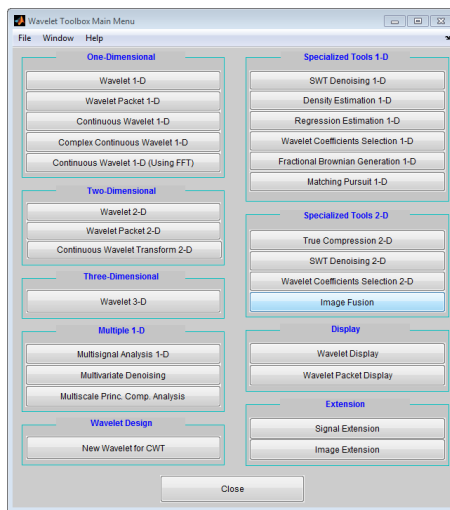 Wavelet Toolbox Main Menu
File Window Help
One-Dimensional
Wavelet 1-D
Wavelet Packet 1-D
Continuous Wavelet 1-D
Complex Continuous Wavelet 1-D
Continuous Wavelet 1-D (Using FFT)
Two-Dimensional
Wavelet 2-D
Wavelet Packet 2-D
Continuous Wavelet Transform 2-D
Three-Dimensional
Wavelet 3-D
Multiple 1-D
Multisignal Analysis 1-D
Multivariate Denoising
Multiscale Princ. Comp. Analysis
Wavelet Design
New Wavelet for CWT
Specialized Tools 1-D
SWT Denoising 1-D
Density Estimation 1-D
Regression Estimation 1-D
Wavelet Coefficients Selection 1-D
Fractional Brownian Generation 1-D
Matching Pursuit 1-D
Specialized Tools 2-D
True Compression 2-D
SWT Denoising 2-D
Wavelet Coefficients Selection 2-D
Image Fusion
Display
Wavelet Display
Wavelet Packet Display
Extension
Signal Extension
Image Extension
Close